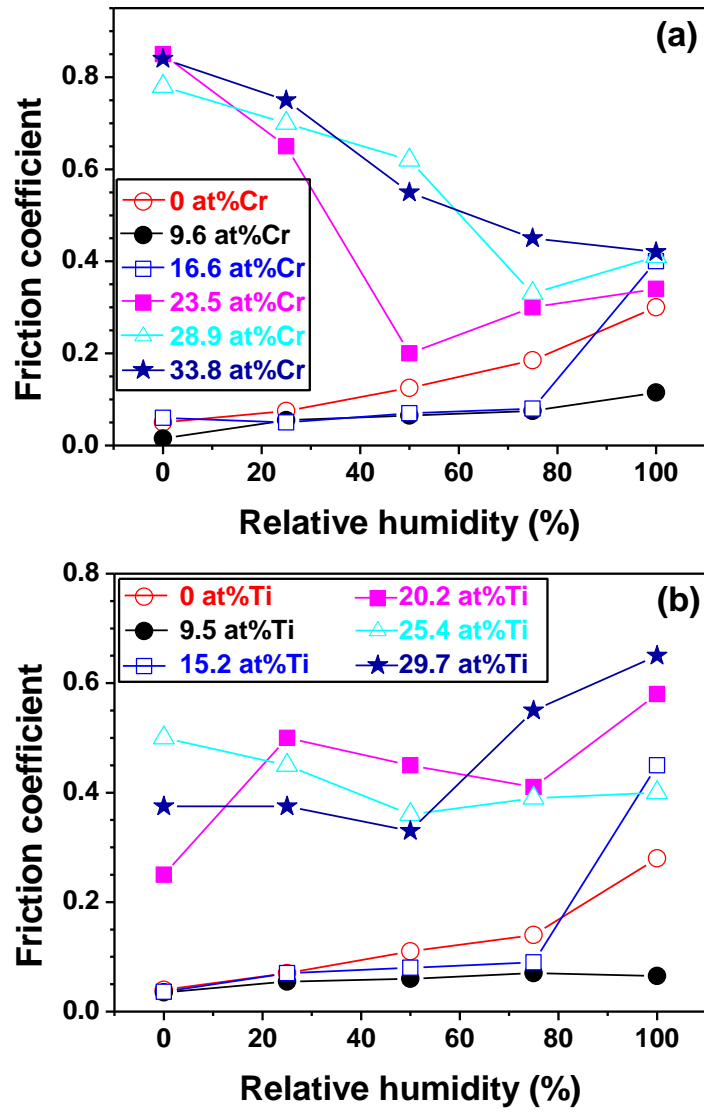 (a)
0.8
0.6
0.4
0.2
0.0
Friction coefficient
0 at%Cr
9.6 at%Cr
16.6 at%Cr
23.5 at%Cr
28.9 at%Cr
33.8 at%Cr
0 20 40 60 80 100
Relative humidity (%)
(b)
0.8
0.6
0.4
0.2
0.0
Friction coefficient
0 at%Ti 20.2 at%Ti
9.5 at%Ti 25.4 at%Ti
15.2 at%Ti 29.7 at%Ti
0 20 40 60 80 100
Relative humidity (%)